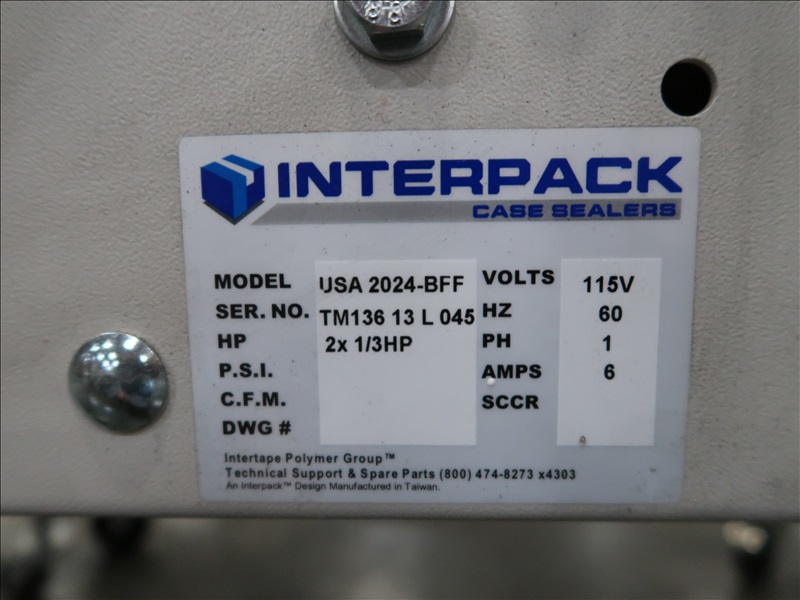 INTERPACK
CASE SEALERS
MODEL USA 2024-BFF VOLTS 115V
SER. NO. TM136 13 L 045 HZ 60
HP 2x 1/3HP PH 1
P.S.I. AMPS 6
C.F.M. SCCR
DWG #
Intertape Polymer Group™
Technical Support & Spare Parts (800) 474-8273 x4303
An Interpack™ Design Manufactured in Taiwan.